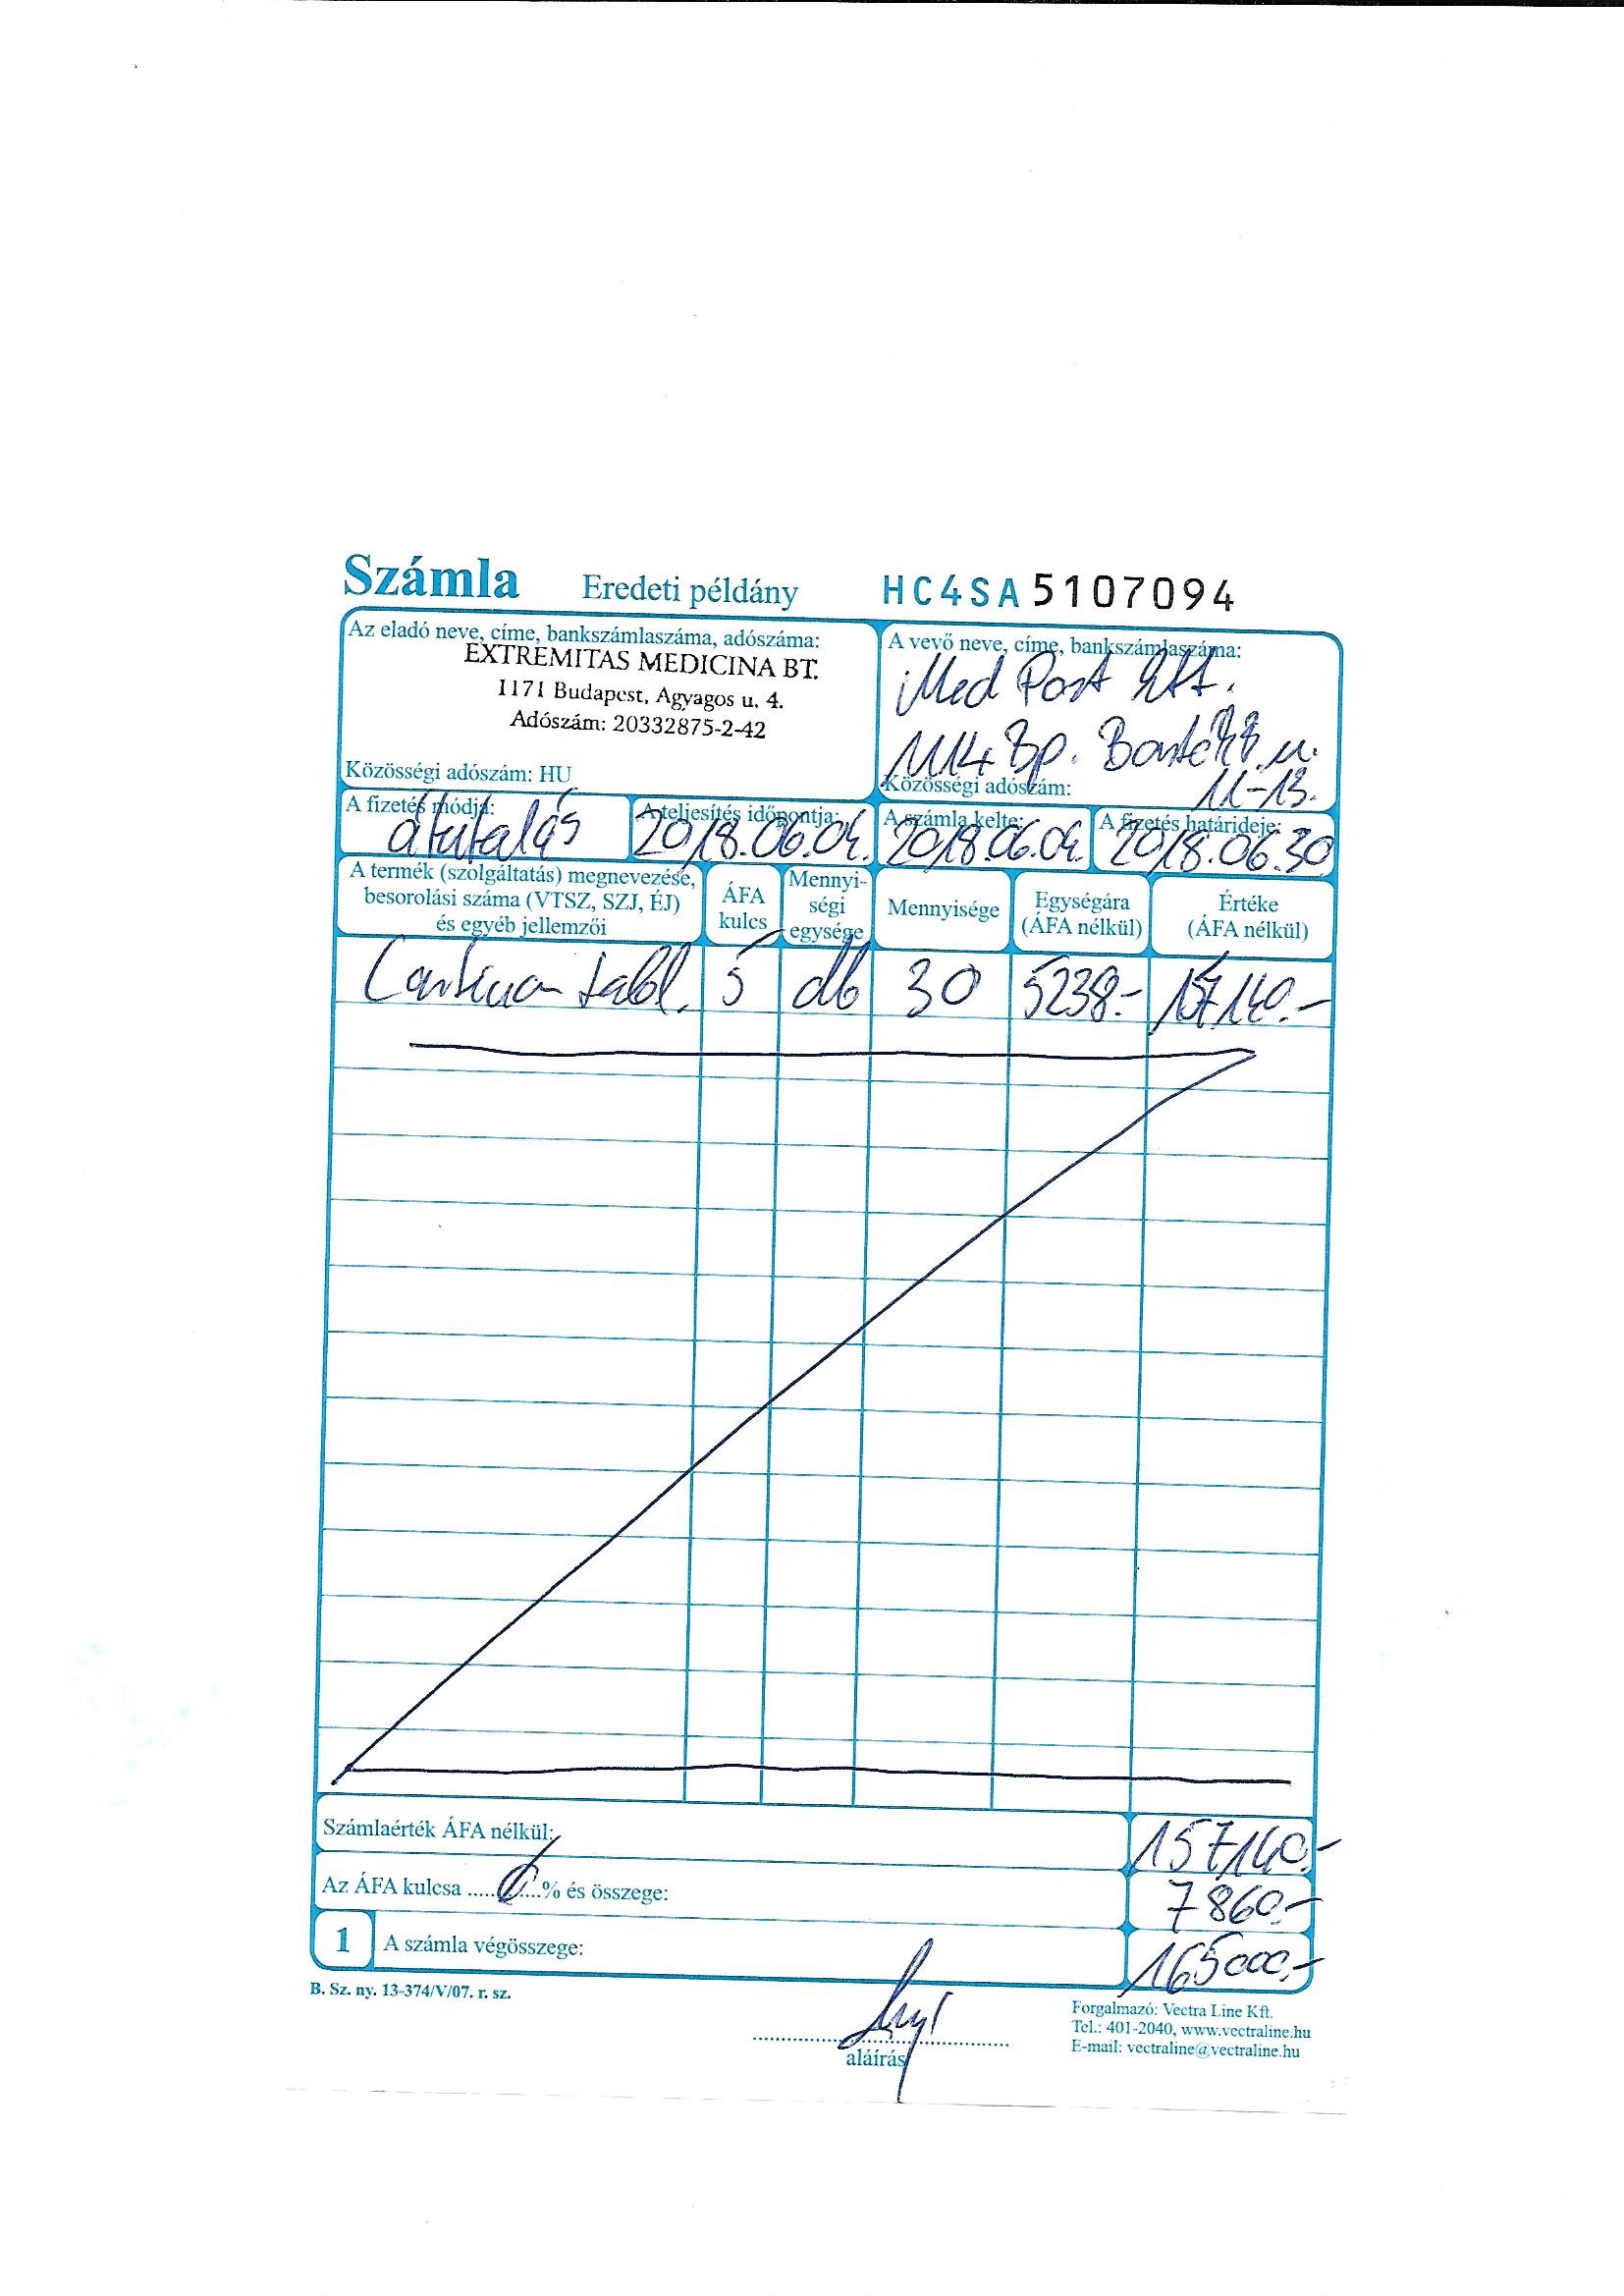 Számla Eredeti példány HC4SA 5107094
Az eladó neve, címe, bankszámlaszáma, adószáma:
EXTREMITAS MEDICINA BT.
1171 Budapest, Agyagos u. 4.
Adószám: 20332875-2-42
Közösségi adószám: HU
A vevő neve, címe, bankszámlaszáma:
Med Post Kft.
1114 Bp. Bartók B. u.
11-13.
Közösségi adószám:
A fizetés módja:
átutalás
A teljesítés időpontja:
2018.06.04.
A számla kelte:
2018.06.04.
A fizetés határideje:
2018.06.30
A termék (szolgáltatás) megnevezése,
besorolási száma (VTSZ, SZJ, ÉJ)
és egyéb jellemzői
ÁFA
kulcs
Mennyi-
ségi
egysége
Mennyisége
Egységára
(ÁFA nélkül)
Értéke
(ÁFA nélkül)
tabl. 5 db 30 5238.- 157140.-
Számlaérték ÁFA nélkül: 157140.-
Az ÁFA kulcsa ..........% és összege: 7860.-
1 A számla végösszege: 165000.-
B. Sz. ny. 13-374/V/07. r. sz.
aláírás
Forgalmazó: Vectra Line Kft.
Tel.: 401-2040, www.vectraline.hu
E-mail: vectraline@vectraline.hu